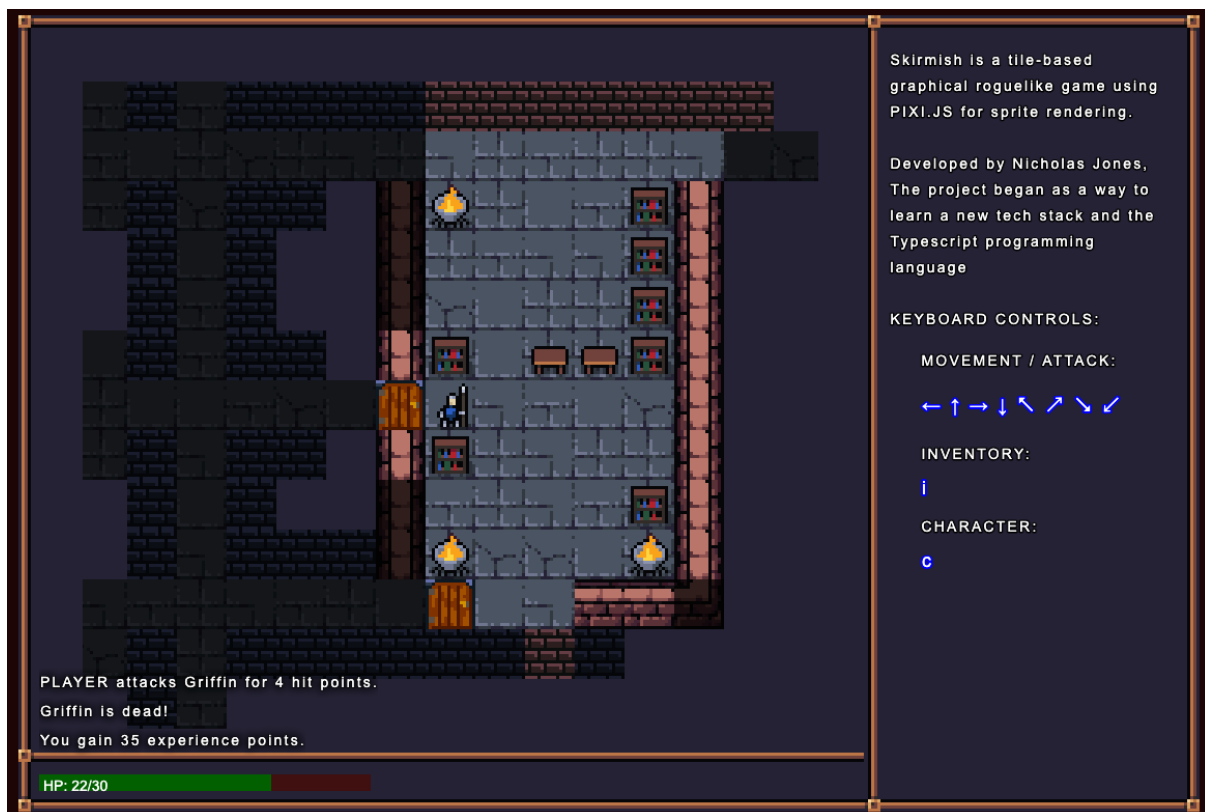 Skirmish is a tile-based
graphical roguelike game using
PIXI.JS for sprite rendering.
Developed by Nicholas Jones,
The project began as a way to
learn a new tech stack and the
Typescript programming
language
KEYBOARD CONTROLS:
MOVEMENT / ATTACK:
← ↑ → ↓ ↖ ↗ ↘ ↙
INVENTORY:
i
CHARACTER:
c
PLAYER attacks Griffin for 4 hit points.
Griffin is dead!
You gain 35 experience points.
HP: 22/30